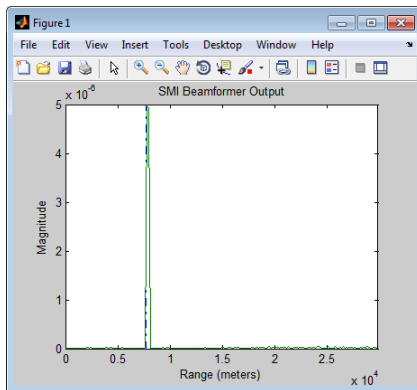 Figure 1
File Edit View Insert Tools Desktop Window Help
SMI Beamformer Output
x 10^-6
5
4
3
2
1
0
Magnitude
0 0.5 1 1.5 2 2.5
x 10^4
Range (meters)